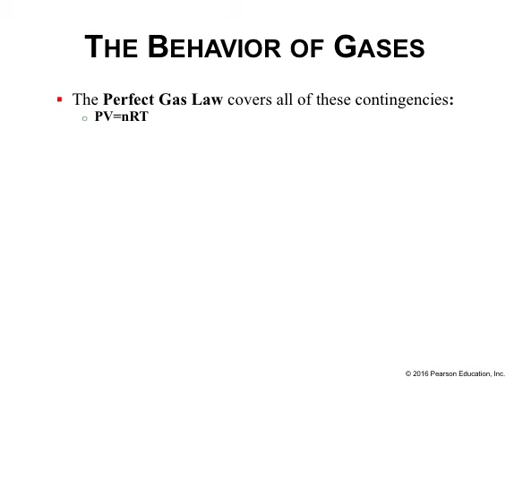 THE BEHAVIOR OF GASES
▪ The Perfect Gas Law covers all of these contingencies:
○ PV=nRT
© 2016 Pearson Education, Inc.